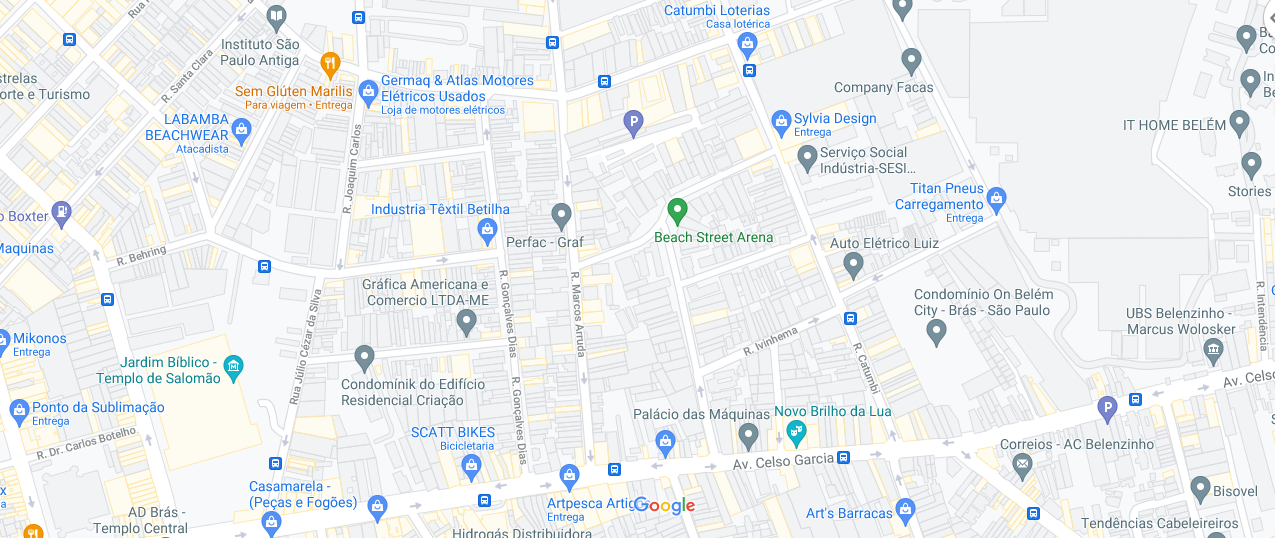 Catumbi Loterias
Casa lotérica
Instituto São
Paulo Antiga
R. Santa Clara
Sem Glúten Marilis
Para viagem • Entrega
Germaq & Atlas Motores
Elétricos Usados
Loja de motores elétricos
Company Facas
LABAMBA
BEACHWEAR
Atacadista
Sylvia Design
Entrega
IT HOME BELÉM
Serviço Social
Indústria-SESI...
R. Joaquim Carlos
Titan Pneus
Carregamento
Entrega
Stories
Boxter
Industria Têxtil Betilha
Perfac - Graf
Beach Street Arena
Auto Elétrico Luiz
Maquinas
R. Behring
Gráfica Americana e
Comercio LTDA-ME
R. Gonçalves Dias
R. Marcos Arruda
Rua Júlio Cézar da Silva
Condomínio On Belém
City - Brás - São Paulo
R. Intendência
UBS Belenzinho -
Marcus Wolosker
Mikonos
Entrega
R. Ivinhema
R. Catumbi
Jardim Bíblico -
Templo de Salomão
Condomínik do Edifício
Residencial Criação
R. Gonçalves Dias
Av. Celso
Ponto da Sublimação
Entrega
Palácio das Máquinas
Novo Brilho da Lua
R. Dr. Carlos Botelho
SCATT BIKES
Bicicletaria
Av. Celso Garcia
Correios - AC Belenzinho
Casamarela -
(Peças e Fogões)
Artpesca Artig
Entrega
Google
Bisovel
AD Brás -
Templo Central
Art's Barracas
Tendências Cabeleireiros
Hidrogás Distribuidora